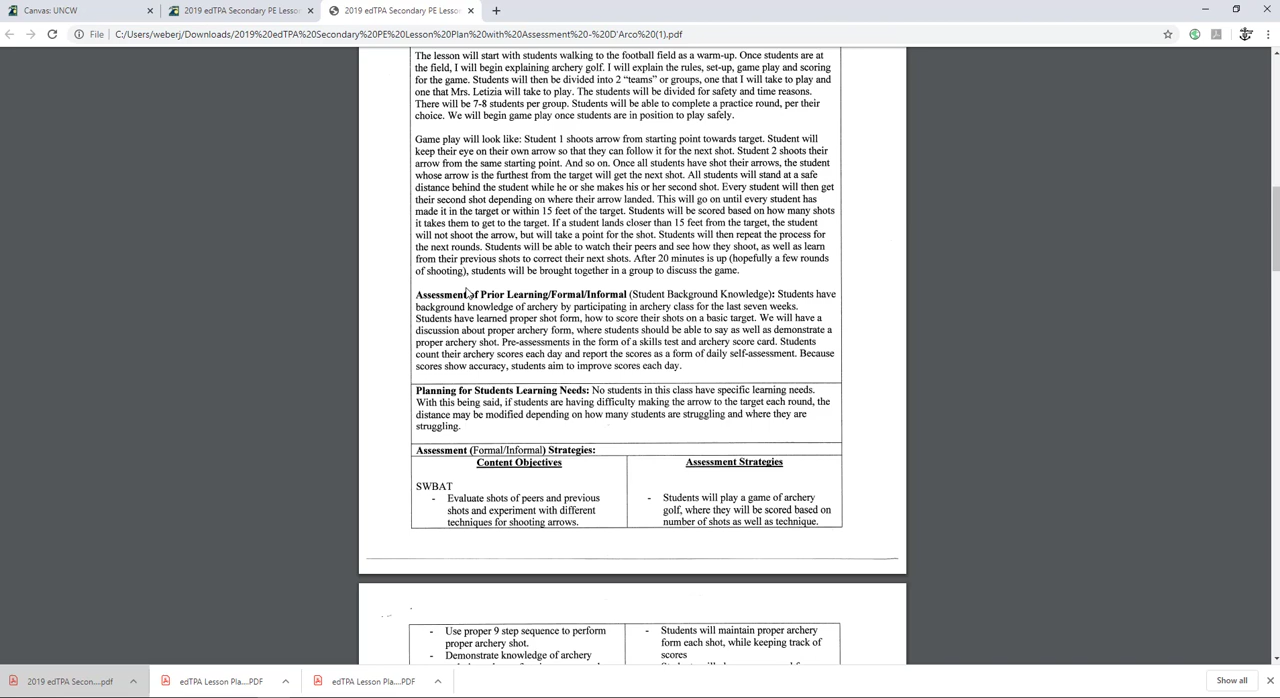 Canvas: UNCW
2019 edTPA Secondary PE Lesso
2019 edTPA Secondary PE Lesso
File
C:/Users/weberj/Downloads/2019%20edTPA%20Secondary%20PE%20Lesson%20Plan%20with%20Assessment%20-%20D'Arco%20(1).pdf
The lesson will start with students walking to the football field as a warm-up. Once students are at
the field, I will begin explaining archery golf. I will explain the rules, set-up, game play and scoring
for the game. Students will then be divided into 2 “teams” or groups, one that I will take to play and
one that Mrs. Letizia will take to play. The students will be divided for safety and time reasons.
There will be 7-8 students per group. Students will be able to complete a practice round, per their
choice. We will begin game play once students are in position to play safely.
Game play will look like: Student 1 shoots arrow from starting point towards target. Student will
keep their eye on their own arrow so that they can follow it for the next shot. Student 2 shoots their
arrow from the same starting point. And so on. Once all students have shot their arrows, the student
whose arrow is the furthest from the target will get the next shot. All students will stand at a safe
distance behind the student while he or she makes his or her second shot. Every student will then get
their second shot depending on where their arrow landed. This will go on until every student has
made it in the target or within 15 feet of the target. Students will be scored based on how many shots
it takes them to get to the target. If a student lands closer than 15 feet from the target, the student
will not shoot the arrow, but will take a point for the shot. Students will then repeat the process for
the next rounds. Students will be able to watch their peers and see how they shoot, as well as learn
from their previous shots to correct their next shots. After 20 minutes is up (hopefully a few rounds
of shooting), students will be brought together in a group to discuss the game.
Assessment of Prior Learning/Formal/Informal (Student Background Knowledge): Students have
background knowledge of archery by participating in archery class for the last seven weeks.
Students have learned proper shot form, how to score their shots on a basic target. We will have a
discussion about proper archery form, where students should be able to say as well as demonstrate a
proper archery shot. Pre-assessments in the form of a skills test and archery score card. Students
count their archery scores each day and report the scores as a form of daily self-assessment. Because
scores show accuracy, students aim to improve scores each day.
Planning for Students Learning Needs: No students in this class have specific learning needs.
With this being said, if students are having difficulty making the arrow to the target each round, the
distance may be modified depending on how many students are struggling and where they are
struggling.
Assessment (Formal/Informal) Strategies:
Content Objectives
SWBAT
- Evaluate shots of peers and previous
shots and experiment with different
techniques for shooting arrows.
Assessment Strategies
- Students will play a game of archery
golf, where they will be scored based on
number of shots as well as technique.
- Use proper 9 step sequence to perform
proper archery shot.
- Demonstrate knowledge of archery
- Students will maintain proper archery
form each shot, while keeping track of
scores
2019 edTPA Secon....pdf
edTPA Lesson Pla....PDF
edTPA Lesson Pla....PDF
Show all